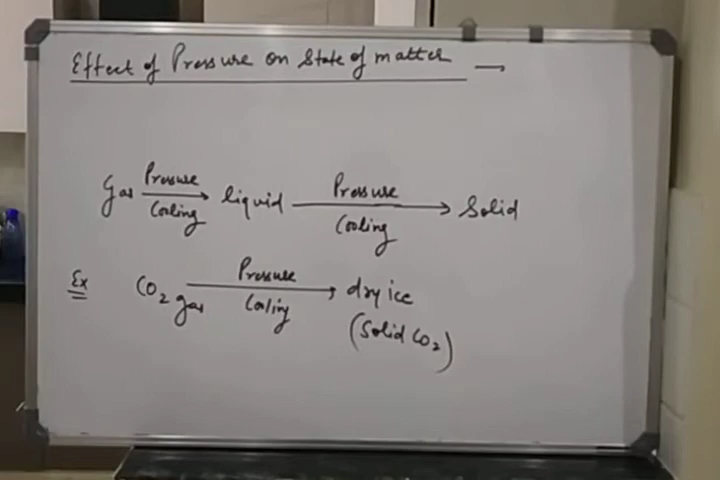 Effect of Pressure on State of matter →
Gas Pressure Cooling → liquid Pressure Cooling → Solid
Ex CO₂ gas Pressure Cooling → dry ice
(Solid CO₂)